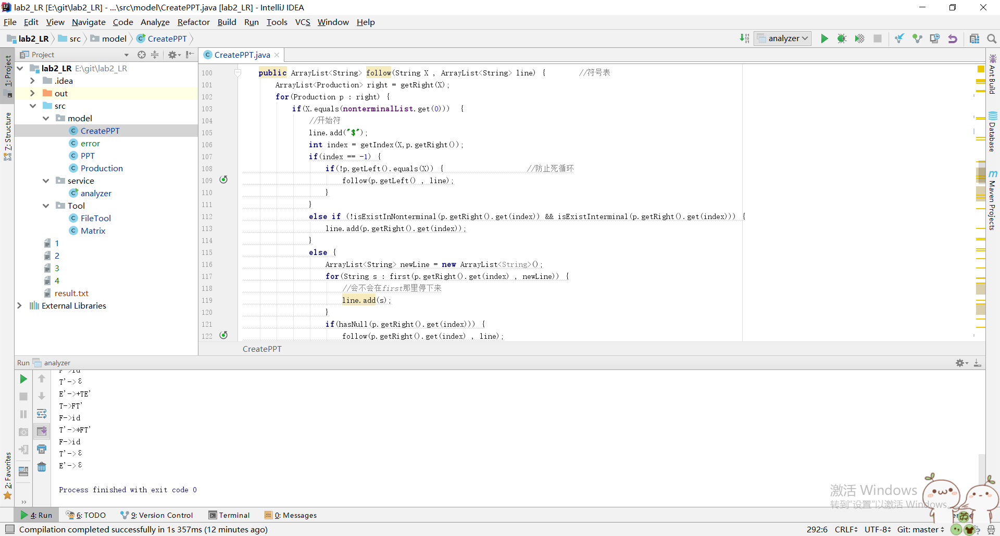 lab2_LR [E:\git\lab2_LR] - ...\src\model\CreatePPT.java [lab2_LR] - IntelliJ IDEA
File Edit View Navigate Code Analyze Refactor Build Run Tools VCS Window Help
lab2_LR src model CreatePPT analyzer
Project
CreatePPT.java
1: Project
7: Structure
2: Favorites
lab2_LR E:\git\lab2_LR
.idea
out
src
model
CreatePPT
error
PPT
Production
service
analyzer
Tool
FileTool
Matrix
1
2
3
4
result.txt
External Libraries
100 public ArrayList<String> follow(String X , ArrayList<String> line) { //符号表
101 ArrayList<Production> right = getRight(X);
102 for(Production p : right) {
103 if(X.equals(nonterminalList.get(0))) {
104 //开始符
105 line.add("$");
106 int index = getIndex(X,p.getRight());
107 if(index == -1) {
108 if(!p.getLeft().equals(X)) { //防止死循环
109 follow(p.getLeft() , line);
110 }
111 }
112 else if (!isExistInNonterminal(p.getRight().get(index)) && isExistInterminal(p.getRight().get(index))) {
113 line.add(p.getRight().get(index));
114 }
115 else {
116 ArrayList<String> newLine = new ArrayList<String>();
117 for(String s : first(p.getRight().get(index) , newLine)) {
118 //会不会在first那里停下来
119 line.add(s);
120 }
121 if(hasNull(p.getRight().get(index))) {
122 follow(p.getRight().get(index) , line);
CreatePPT
Ant Build
Database
Maven Projects
Run analyzer
F->id
T'->ε
E'->+TE'
T->FT'
F->id
T'->*FT'
F->id
T'->ε
E'->ε
Process finished with exit code 0
激活 Windows
转到“设置”以激活 Windows。
4: Run 6: TODO 9: Version Control Terminal 0: Messages
Compilation completed successfully in 1s 357ms (12 minutes ago) 292:6 CRLF UTF-8 Git: master